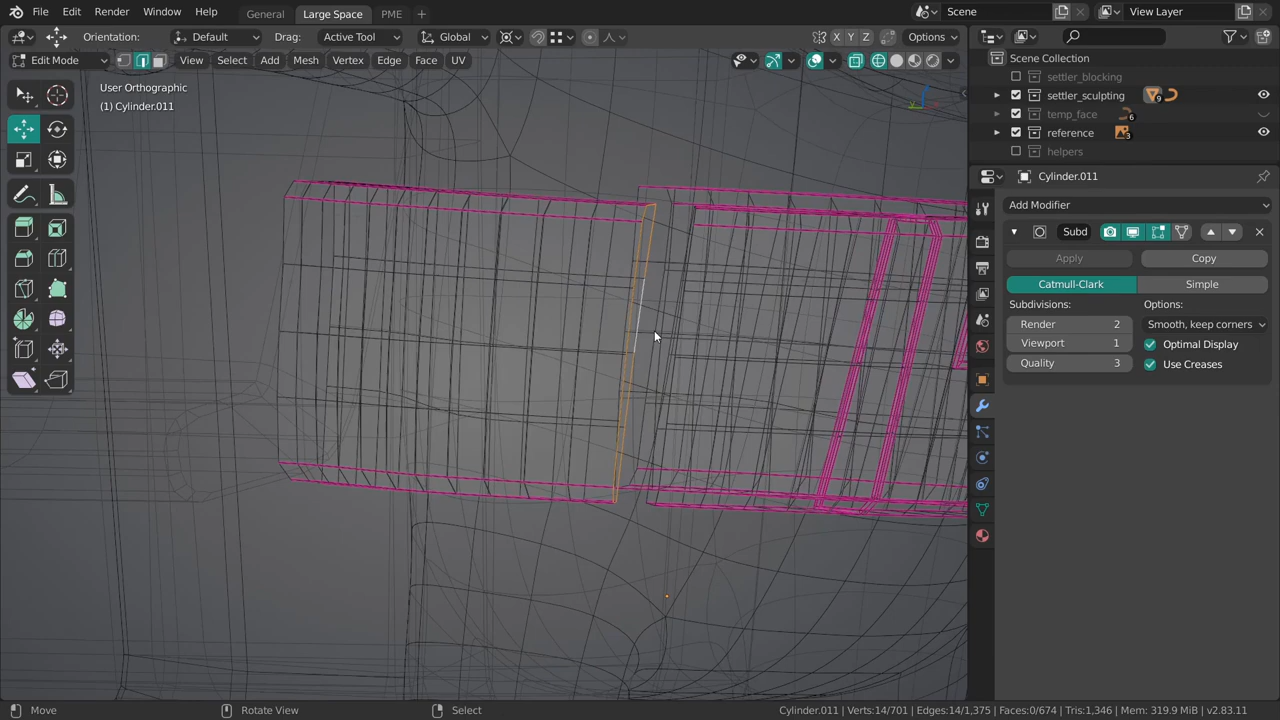 File Edit Render Window Help General Large Space PME + Scene View Layer
Orientation: Default Drag: Active Tool Global X Y Z Options
Edit Mode View Select Add Mesh Vertex Edge Face UV
User Orthographic
(1) Cylinder.011
Scene Collection
settler_blocking
settler_sculpting 9
temp_face 6
reference 3
helpers
Cylinder.011
Add Modifier
Subd
Apply Copy
Catmull-Clark Simple
Subdivisions: Options:
Render 2 Smooth, keep corners
Viewport 1 Optimal Display
Quality 3 Use Creases
Move Rotate View Select Cylinder.011 | Verts:14/701 | Edges:14/1,375 | Faces:0/674 | Tris:1,346 | Mem: 319.9 MiB | v2.83.11